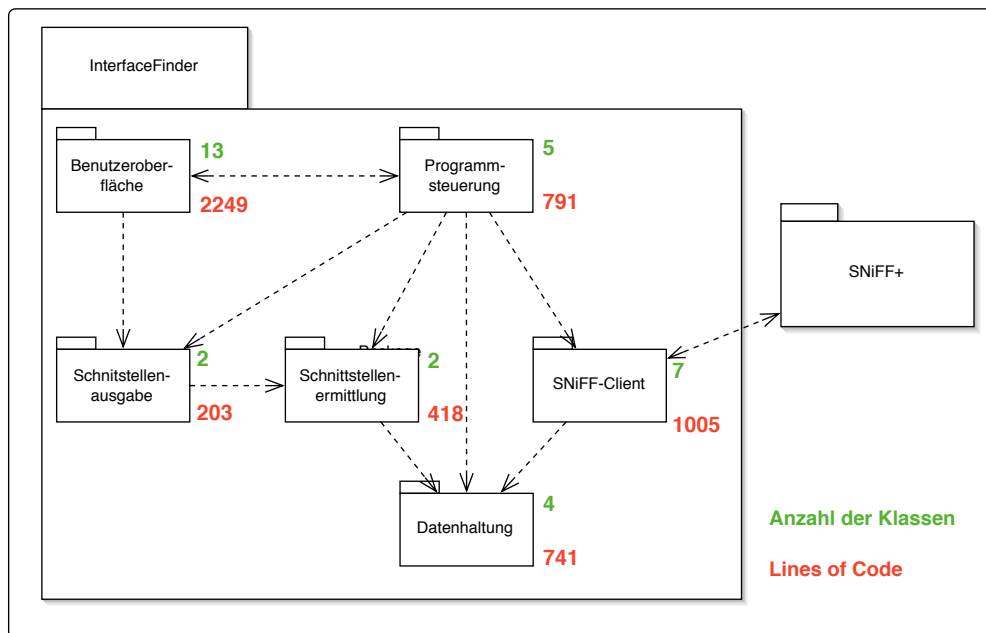 InterfaceFinder
Benutzerober-
fläche
13
2249
Programm-
steuerung
5
791
SNiFF+
Schnitstellen-
ausgabe
2
203
Schnittstellen-
ermittlung
2
418
SNiFF-Client
7
1005
Datenhaltung
4
741
Anzahl der Klassen
Lines of Code